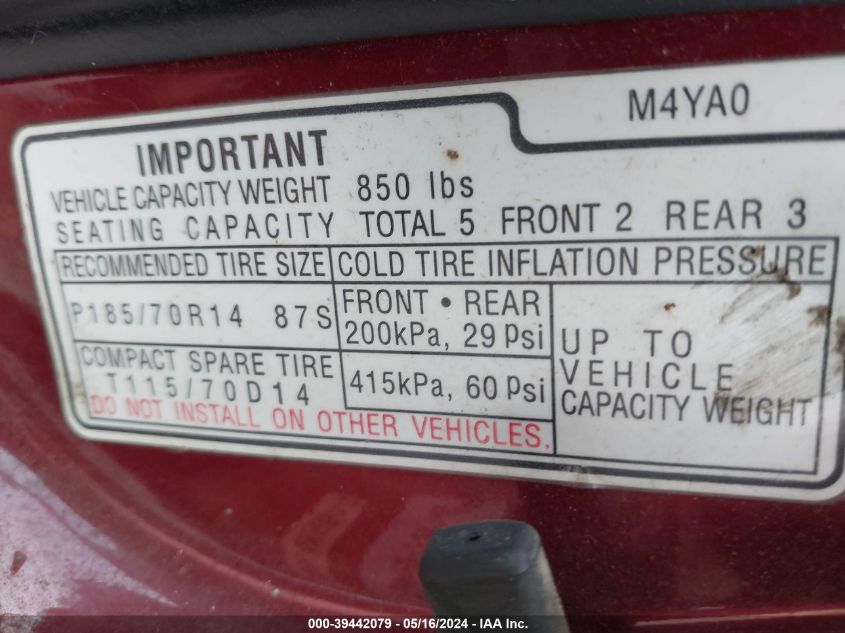 M4YA0
IMPORTANT
VEHICLE CAPACITY WEIGHT 850 lbs
SEATING CAPACITY TOTAL 5 FRONT 2 REAR 3
RECOMMENDED TIRE SIZE COLD TIRE INFLATION PRESSURE
P185/70R14 87S
FRONT • REAR
200kPa, 29 Psi
COMPACT SPARE TIRE
T115/70D14
415kPa, 60 Psi
UP TO
VEHICLE
CAPACITY WEIGHT
DO NOT INSTALL ON OTHER VEHICLES.
000-39442079 - 05/16/2024 - IAA Inc.